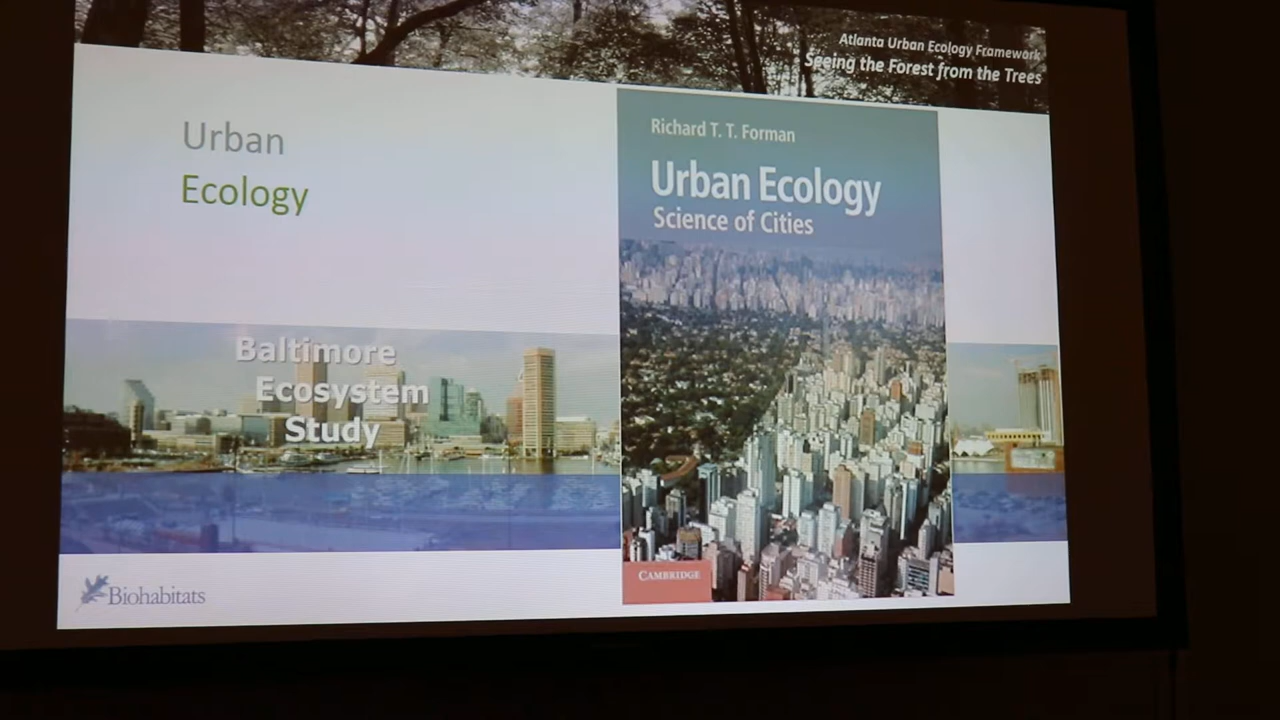 Atlanta Urban Ecology Framework
Seeing the Forest from the Trees
Urban
Ecology
Richard T. T. Forman
Urban Ecology
Science of Cities
Baltimore
Ecosystem
Study
CAMBRIDGE
Biohabitats